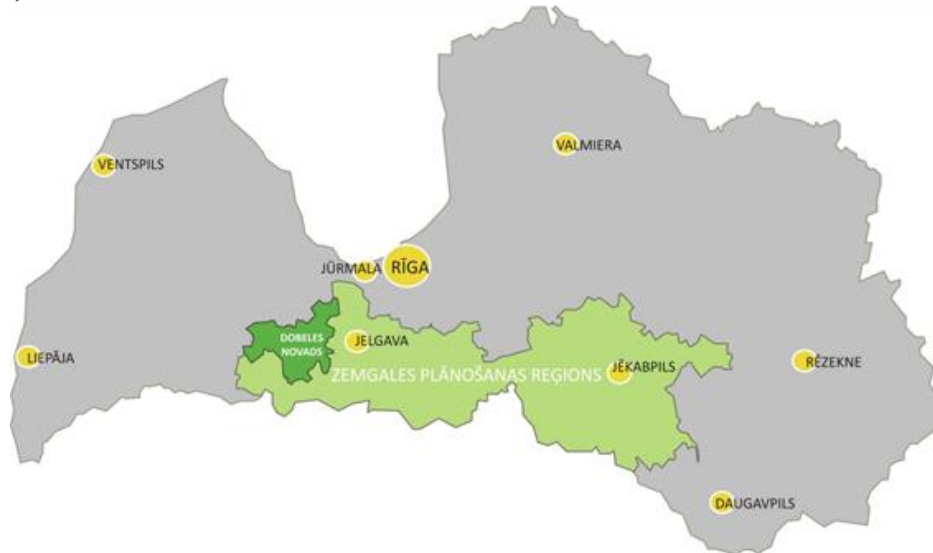 VENTSPILS
VALMIERA
JŪRMALA
RĪGA
DOBELES
NOVADS
JELGAVA
LIEPĀJA
ZEMGALES PLĀNOŠANAS REĢIONS
JĒKABPILS
RĒZEKNE
DAUGAVPILS